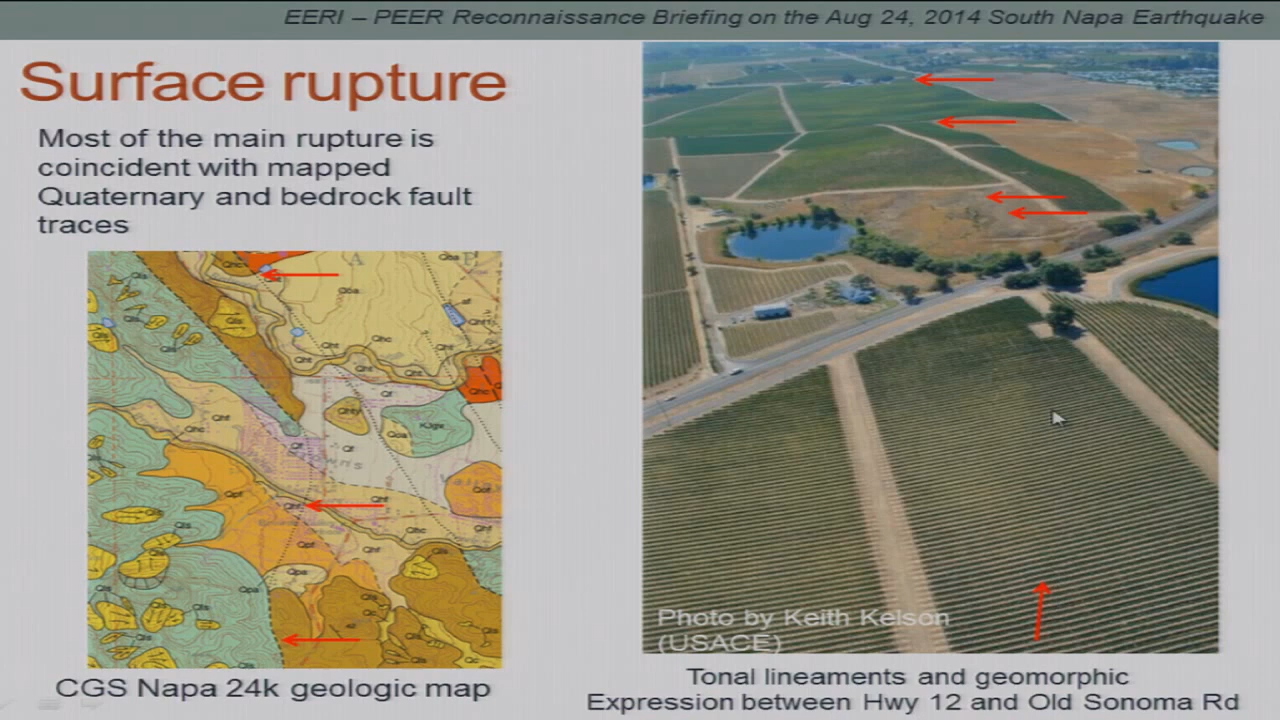 EERI – PEER Reconnaissance Briefing on the Aug 24, 2014 South Napa Earthquake
Surface rupture
Most of the main rupture is
coincident with mapped
Quaternary and bedrock fault
traces
Photo by Keith Kelson
(USACE)
CGS Napa 24k geologic map
Tonal lineaments and geomorphic
Expression between Hwy 12 and Old Sonoma Rd